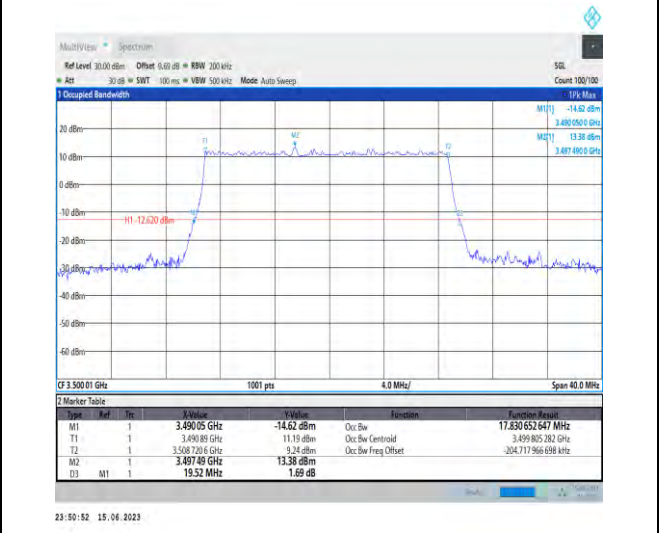 MultiView Spectrum
Ref Level 30.00 dBm Offset 9.69 dB RBW 200 kHz SGL
Att 30 dB SWT 100 ms VBW 500 kHz Mode Auto Sweep Count 100/100
1 Occupied Bandwidth 1Pk Max
M1[1] -14.62 dBm
3.490 050 0 GHz
M2[1] 13.38 dBm
3.497 490 0 GHz
20 dBm
T1 M2 T2
10 dBm
0 dBm
-10 dBm
H1 -12.620 dBm
-20 dBm
-30 dBm
-40 dBm
-50 dBm
-60 dBm
CF 3.500 01 GHz 1001 pts 4.0 MHz/ Span 40.0 MHz
2 Marker Table
Type Ref Trc X-Value Y-Value Function Function Result
M1 1 3.490 05 GHz -14.62 dBm Occ Bw 17.830 652 647 MHz
T1 1 3.490 89 GHz 11.19 dBm Occ Bw Centroid 3.499 805 282 GHz
T2 1 3.508 720 6 GHz 9.24 dBm Occ Bw Freq Offset -204.717 966 698 kHz
M2 1 3.497 49 GHz 13.38 dBm
D3 M1 1 19.52 MHz 1.69 dB
23:50:52 15.06.2023